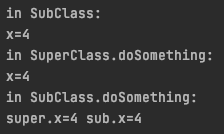 in SubClass:
x=4
in SuperClass.doSomething:
x=4
in SubClass.doSomething:
super.x=4 sub.x=4